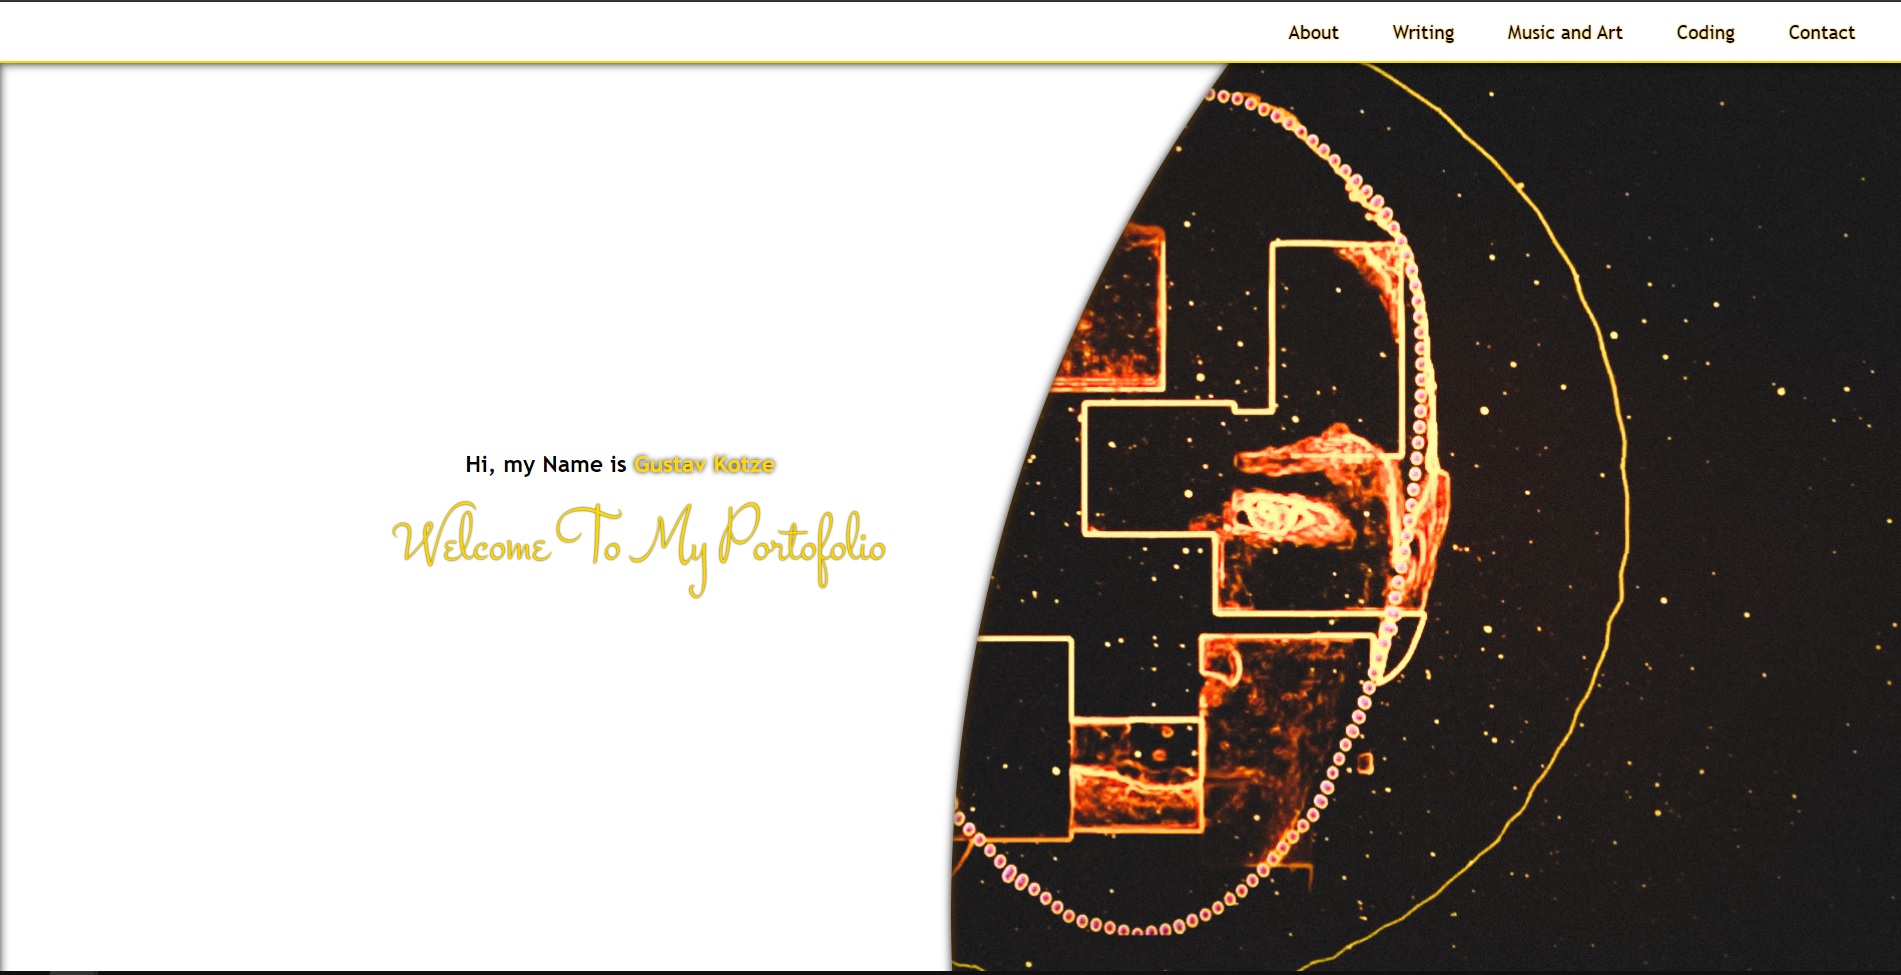 About Writing Music and Art Coding Contact
Hi, my Name is Gustav Kotze
Welcome To My Portofolio